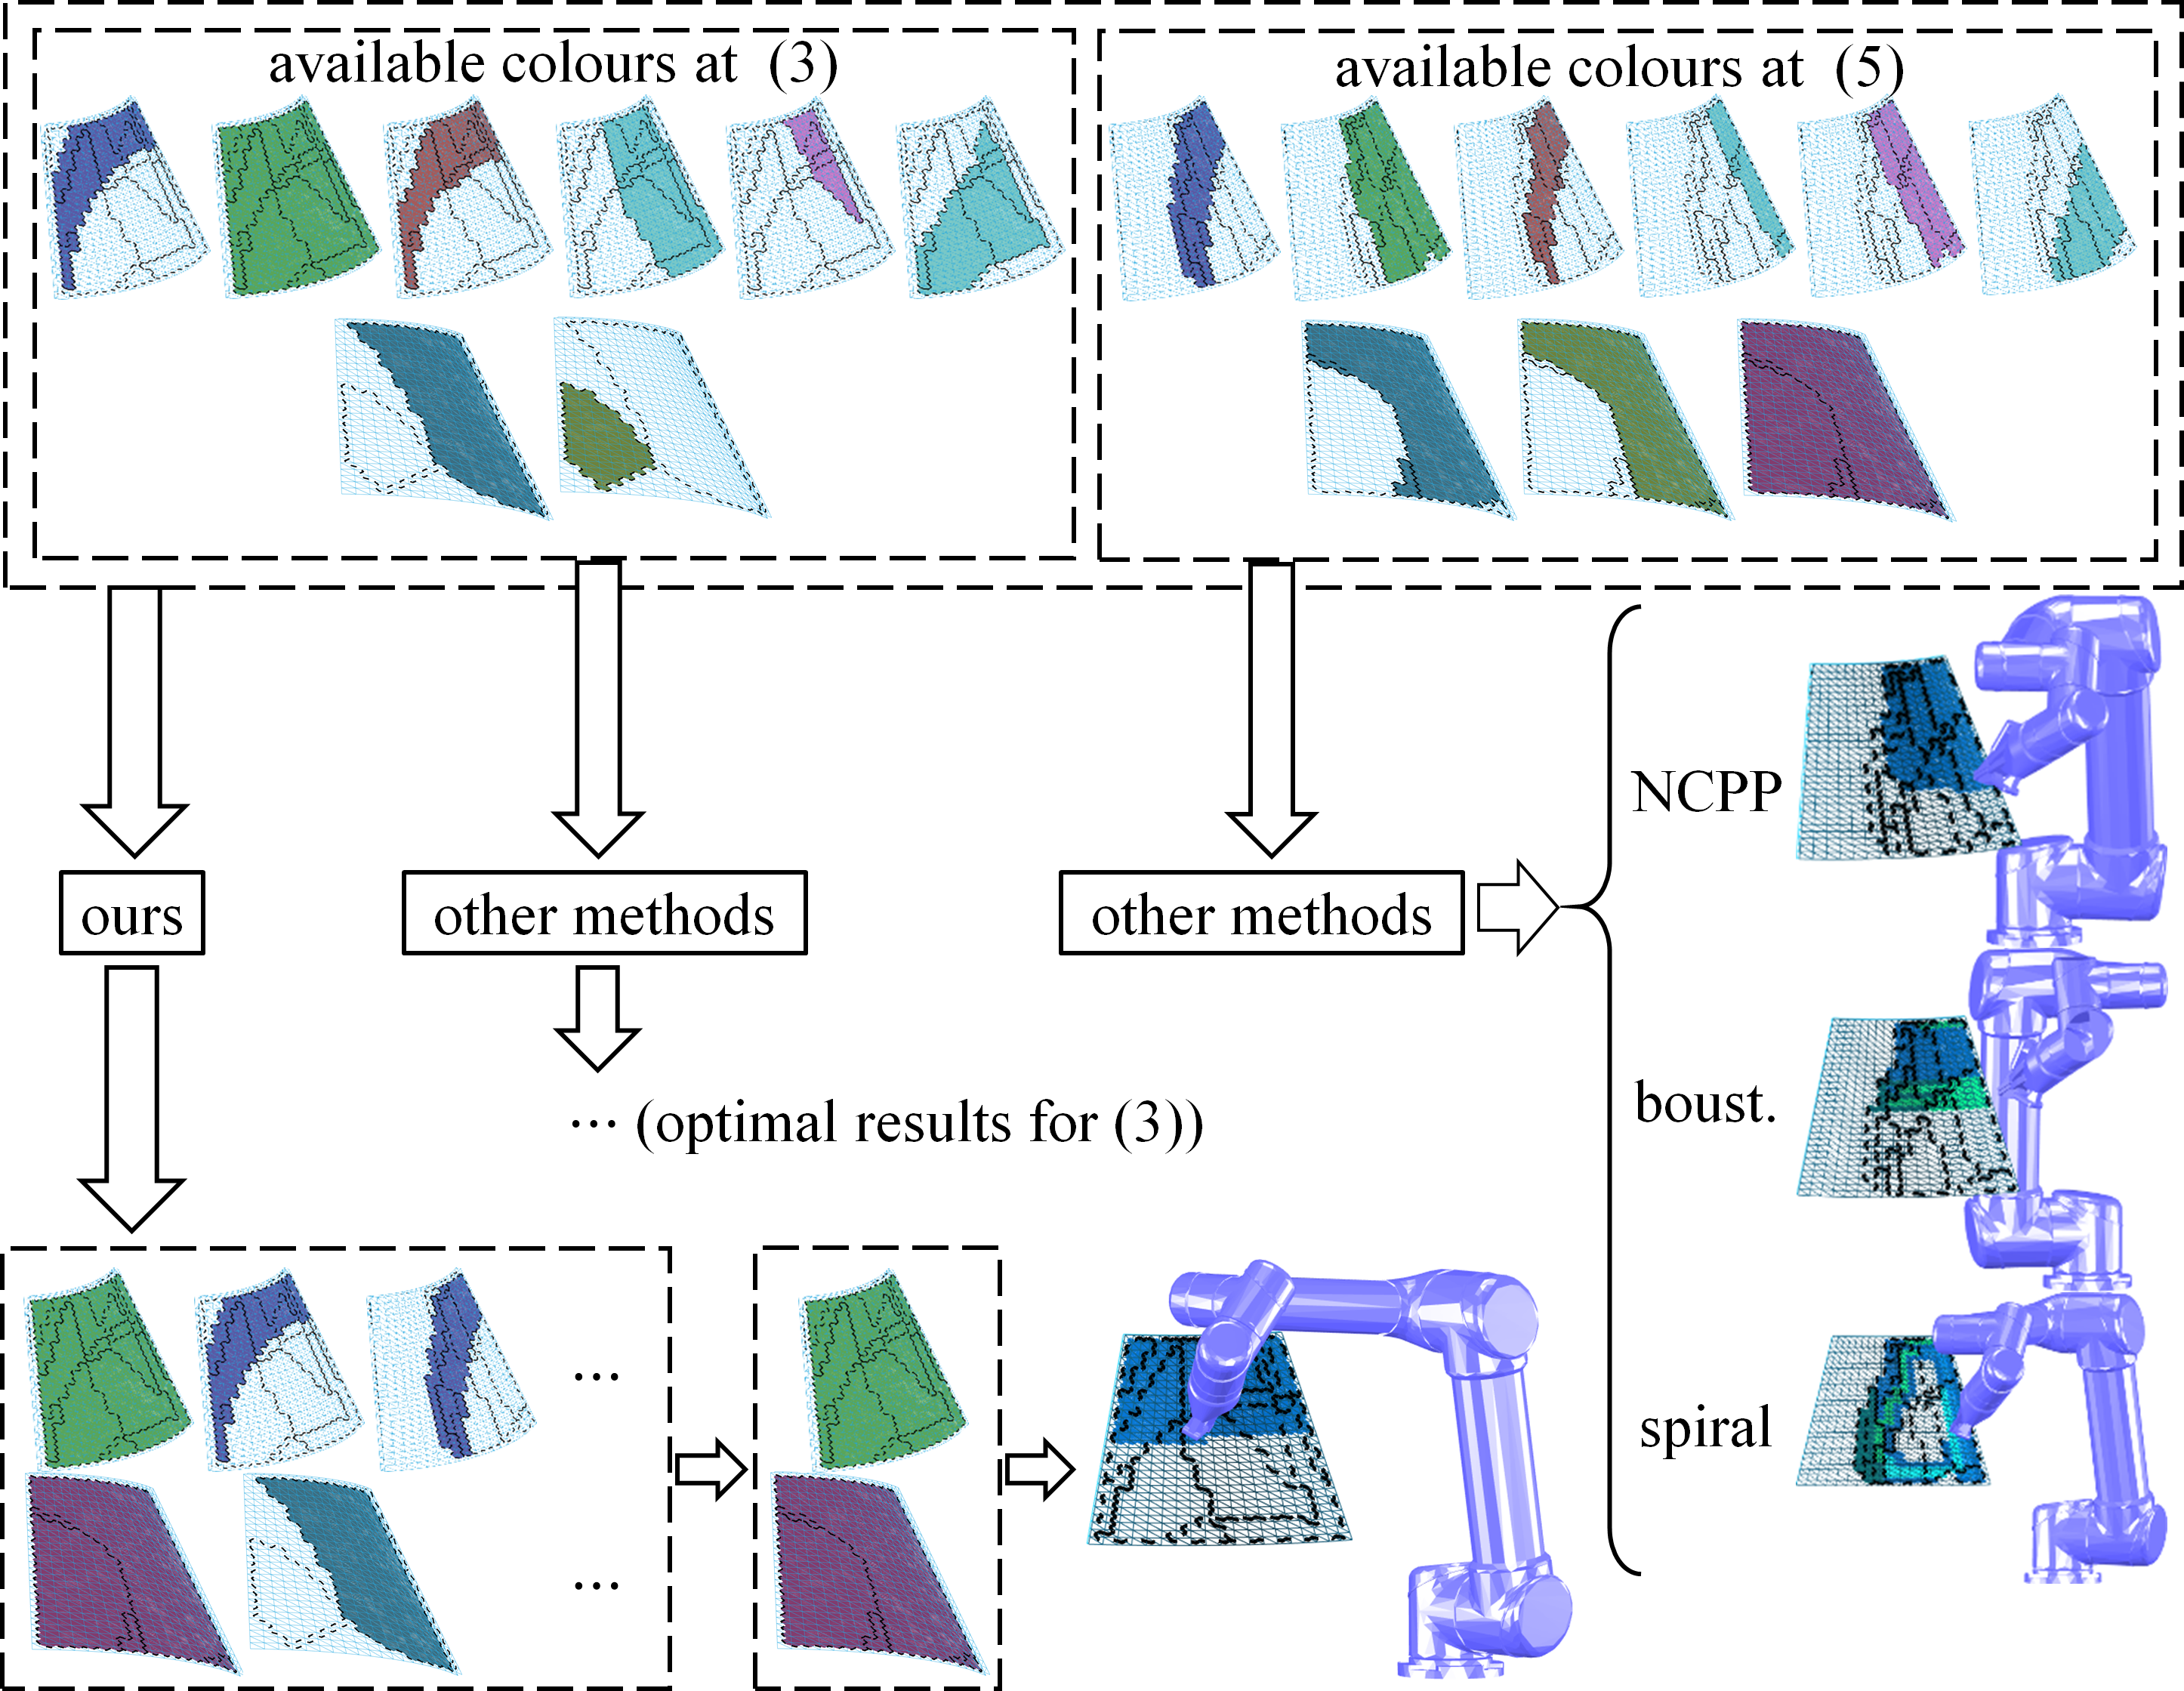 available colours at (3)
available colours at (5)
NCPP
ours
other methods
other methods
boust.
··· (optimal results for (3))
spiral
···
···